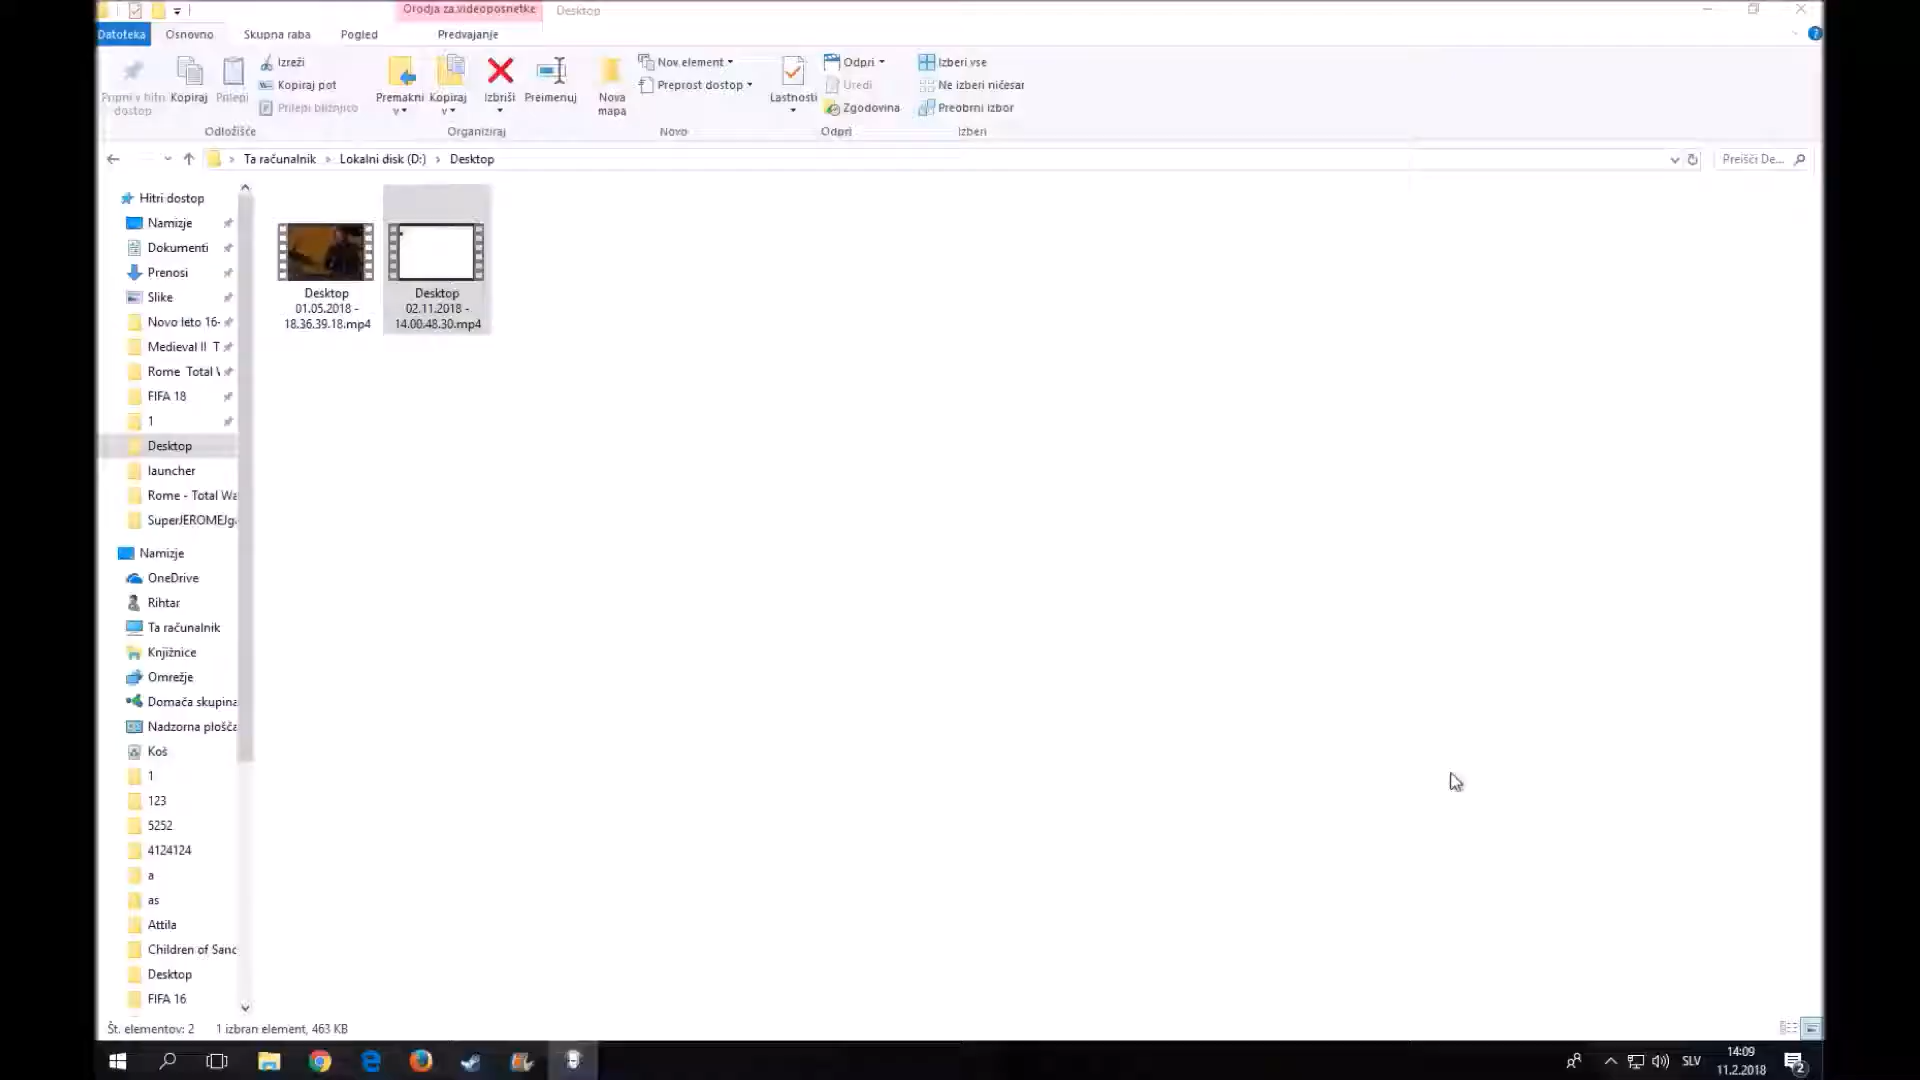 Orodja za videoposnetke Desktop
Datoteka Osnovno Skupna raba Pogled Predvajanje
Pripni v hitri dostop
Kopiraj
Prilepi
Izreži
Kopiraj pot
Prilepi bližnjico
Odložišče
Premakni v
Kopiraj v
Izbriši
Preimenuj
Organiziraj
Nova mapa
Nov element
Preprost dostop
Novo
Lastnosti
Odpri
Uredi
Zgodovina
Odpri
Izberi vse
Ne izberi ničesar
Preobrni izbor
Izberi
Ta računalnik › Lokalni disk (D:) › Desktop
Preišči De...
Hitri dostop
Namizje
Dokumenti
Prenosi
Slike
Novo leto 16-
Medieval II T
Rome Total
FIFA 18
1
Desktop
launcher
Rome - Total Wa
SuperJEROMEJga
Namizje
OneDrive
Rihtar
Ta računalnik
Knjižnice
Omrežje
Domača skupina
Nadzorna plošča
Koš
1
123
5252
4124124
a
as
Attila
Children of Sanc
Desktop
FIFA 16
Desktop
01.05.2018 -
18.36.39.18.mp4
Desktop
02.11.2018 -
14.00.48.30.mp4
Št. elementov: 2 1 izbran element, 463 KB
SLV
14:09
11.2.2018
2